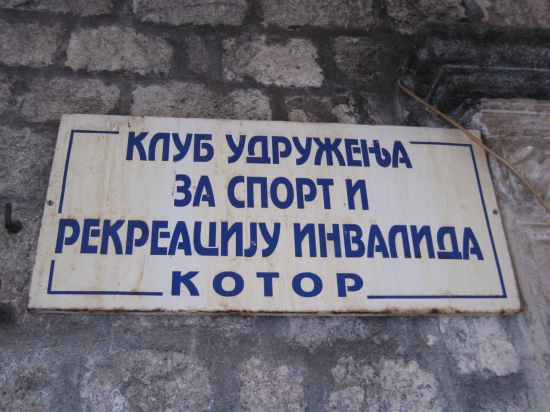 КЛУБ УДРУЖЕЊА
ЗА СПОРТ И
РЕКРЕАЦИЈУ ИНВАЛИДА
КОТОР